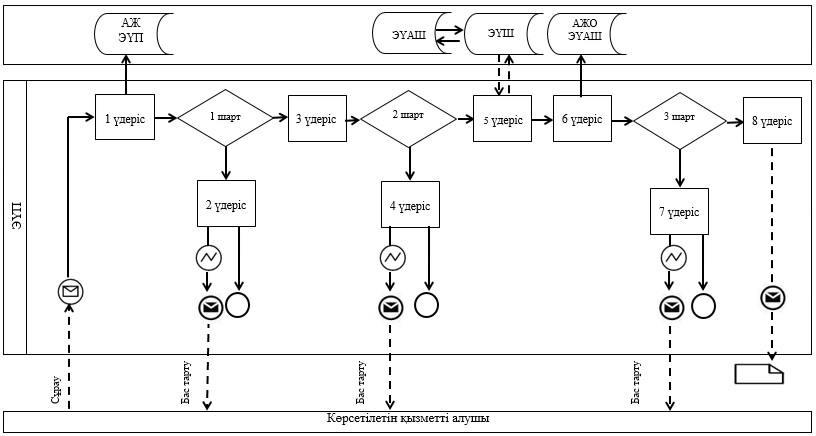 АЖ
ЭҮП
ЭҮАШ
ЭҮШ
АЖО
ЭҮАШ
ЭҮП
1 үдеріс
1 шарт
3 үдеріс
2 шарт
5 үдеріс
6 үдеріс
3 шарт
8 үдеріс
2 үдеріс
4 үдеріс
7 үдеріс
Сұрау
Бас тарту
Бас тарту
Бас тарту
Көрсетілетін қызметті алушы